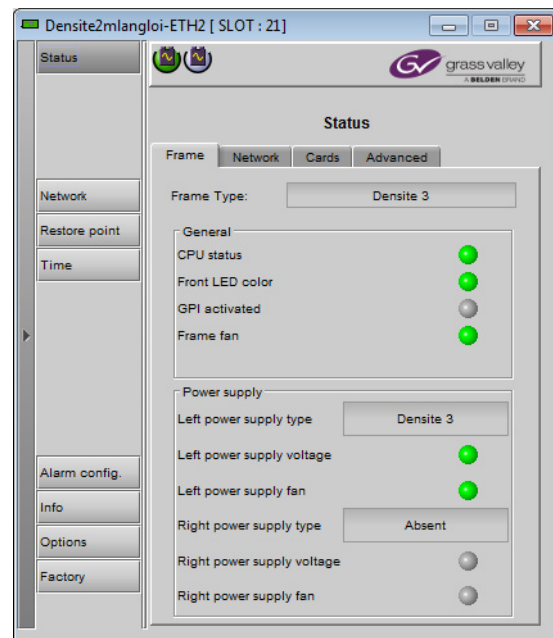 Densite2mlangloi-ETH2 [ SLOT : 21]
Status
grass valley
A BELDEN BRAND
Status
Frame Network Cards Advanced
Network
Restore point
Time
Frame Type: Densite 3
General
CPU status
Front LED color
GPI activated
Frame fan
Power supply
Left power supply type Densite 3
Left power supply voltage
Left power supply fan
Right power supply type Absent
Right power supply voltage
Right power supply fan
Alarm config.
Info
Options
Factory